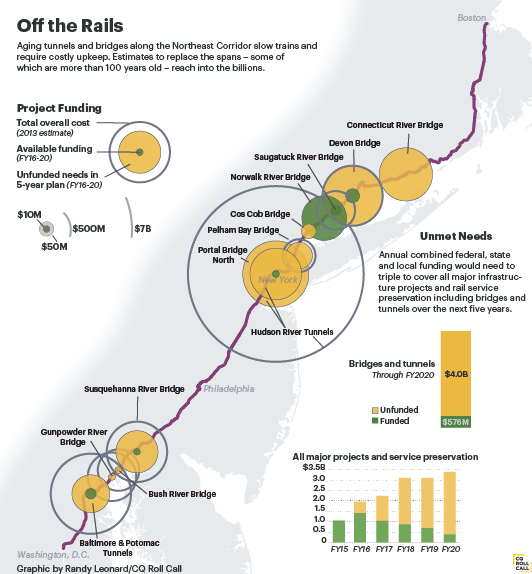 Off the Rails
Aging tunnels and bridges along the Northeast Corridor slow trains and
require costly upkeep. Estimates to replace the spans – some of
which are more than 100 years old – reach into the billions.
Boston
Project Funding
Total overall cost
(2013 estimate)
Available funding
(FY16-20)
Unfunded needs in
5-year plan (FY16-20)
$10M
$50M
$500M
$7B
Connecticut River Bridge
Devon Bridge
Saugatuck River Bridge
Norwalk River Bridge
Cos Cob Bridge
Pelham Bay Bridge
Portal Bridge
North
New York
Hudson River Tunnels
Unmet Needs
Annual combined federal, state
and local funding would need to
triple to cover all major infrastruc-
ture projects and rail service
preservation including bridges and
tunnels over the next five years.
Bridges and tunnels
Through FY2020
$4.0B
Unfunded
Funded
$576M
Philadelphia
Susquehanna River Bridge
Gunpowder River
Bridge
Bush River Bridge
Baltimore & Potomac
Tunnels
Washington, D.C.
All major projects and service preservation
$3.5B
3.0
2.5
2.0
1.5
1.0
0.5
0
FY15 FY16 FY17 FY18 FY19 FY20
Graphic by Randy Leonard/CQ Roll Call
CQ
ROLL
CALL